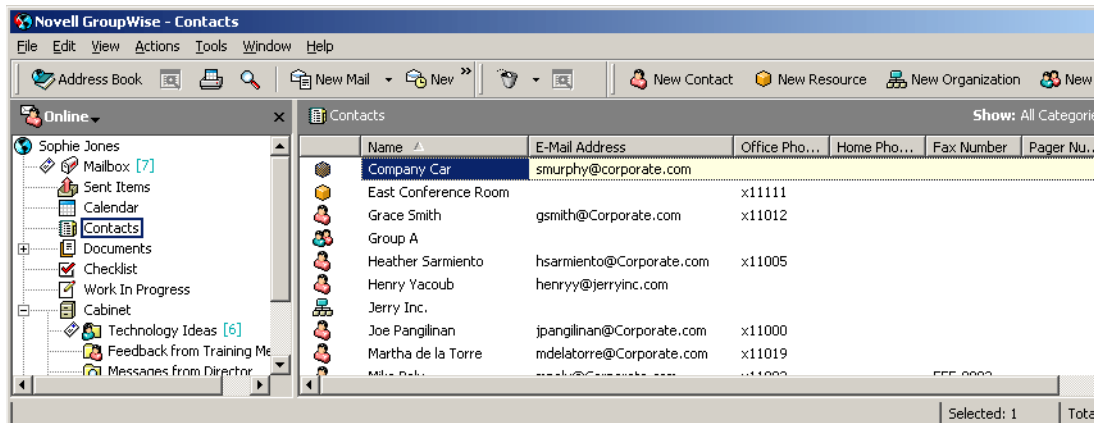 Novell GroupWise - Contacts
File Edit View Actions Tools Window Help
Address Book New Mail New » New Contact New Resource New Organization New
Online Contacts Show: All Categorie
Sophie Jones
Mailbox [7]
Sent Items
Calendar
Contacts
Documents
Checklist
Work In Progress
Cabinet
Technology Ideas [6]
Feedback from Training Me
Messages from Director
Name E-Mail Address Office Pho... Home Pho... Fax Number Pager Nu...
Company Car smurphy@corporate.com
East Conference Room x11111
Grace Smith gsmith@Corporate.com x11012
Group A
Heather Sarmiento hsarmiento@Corporate.com x11005
Henry Yacoub henryy@jerryinc.com
Jerry Inc.
Joe Pangilinan jpangilinan@Corporate.com x11000
Martha de la Torre mdelatorre@Corporate.com x11019
Selected: 1 Tota